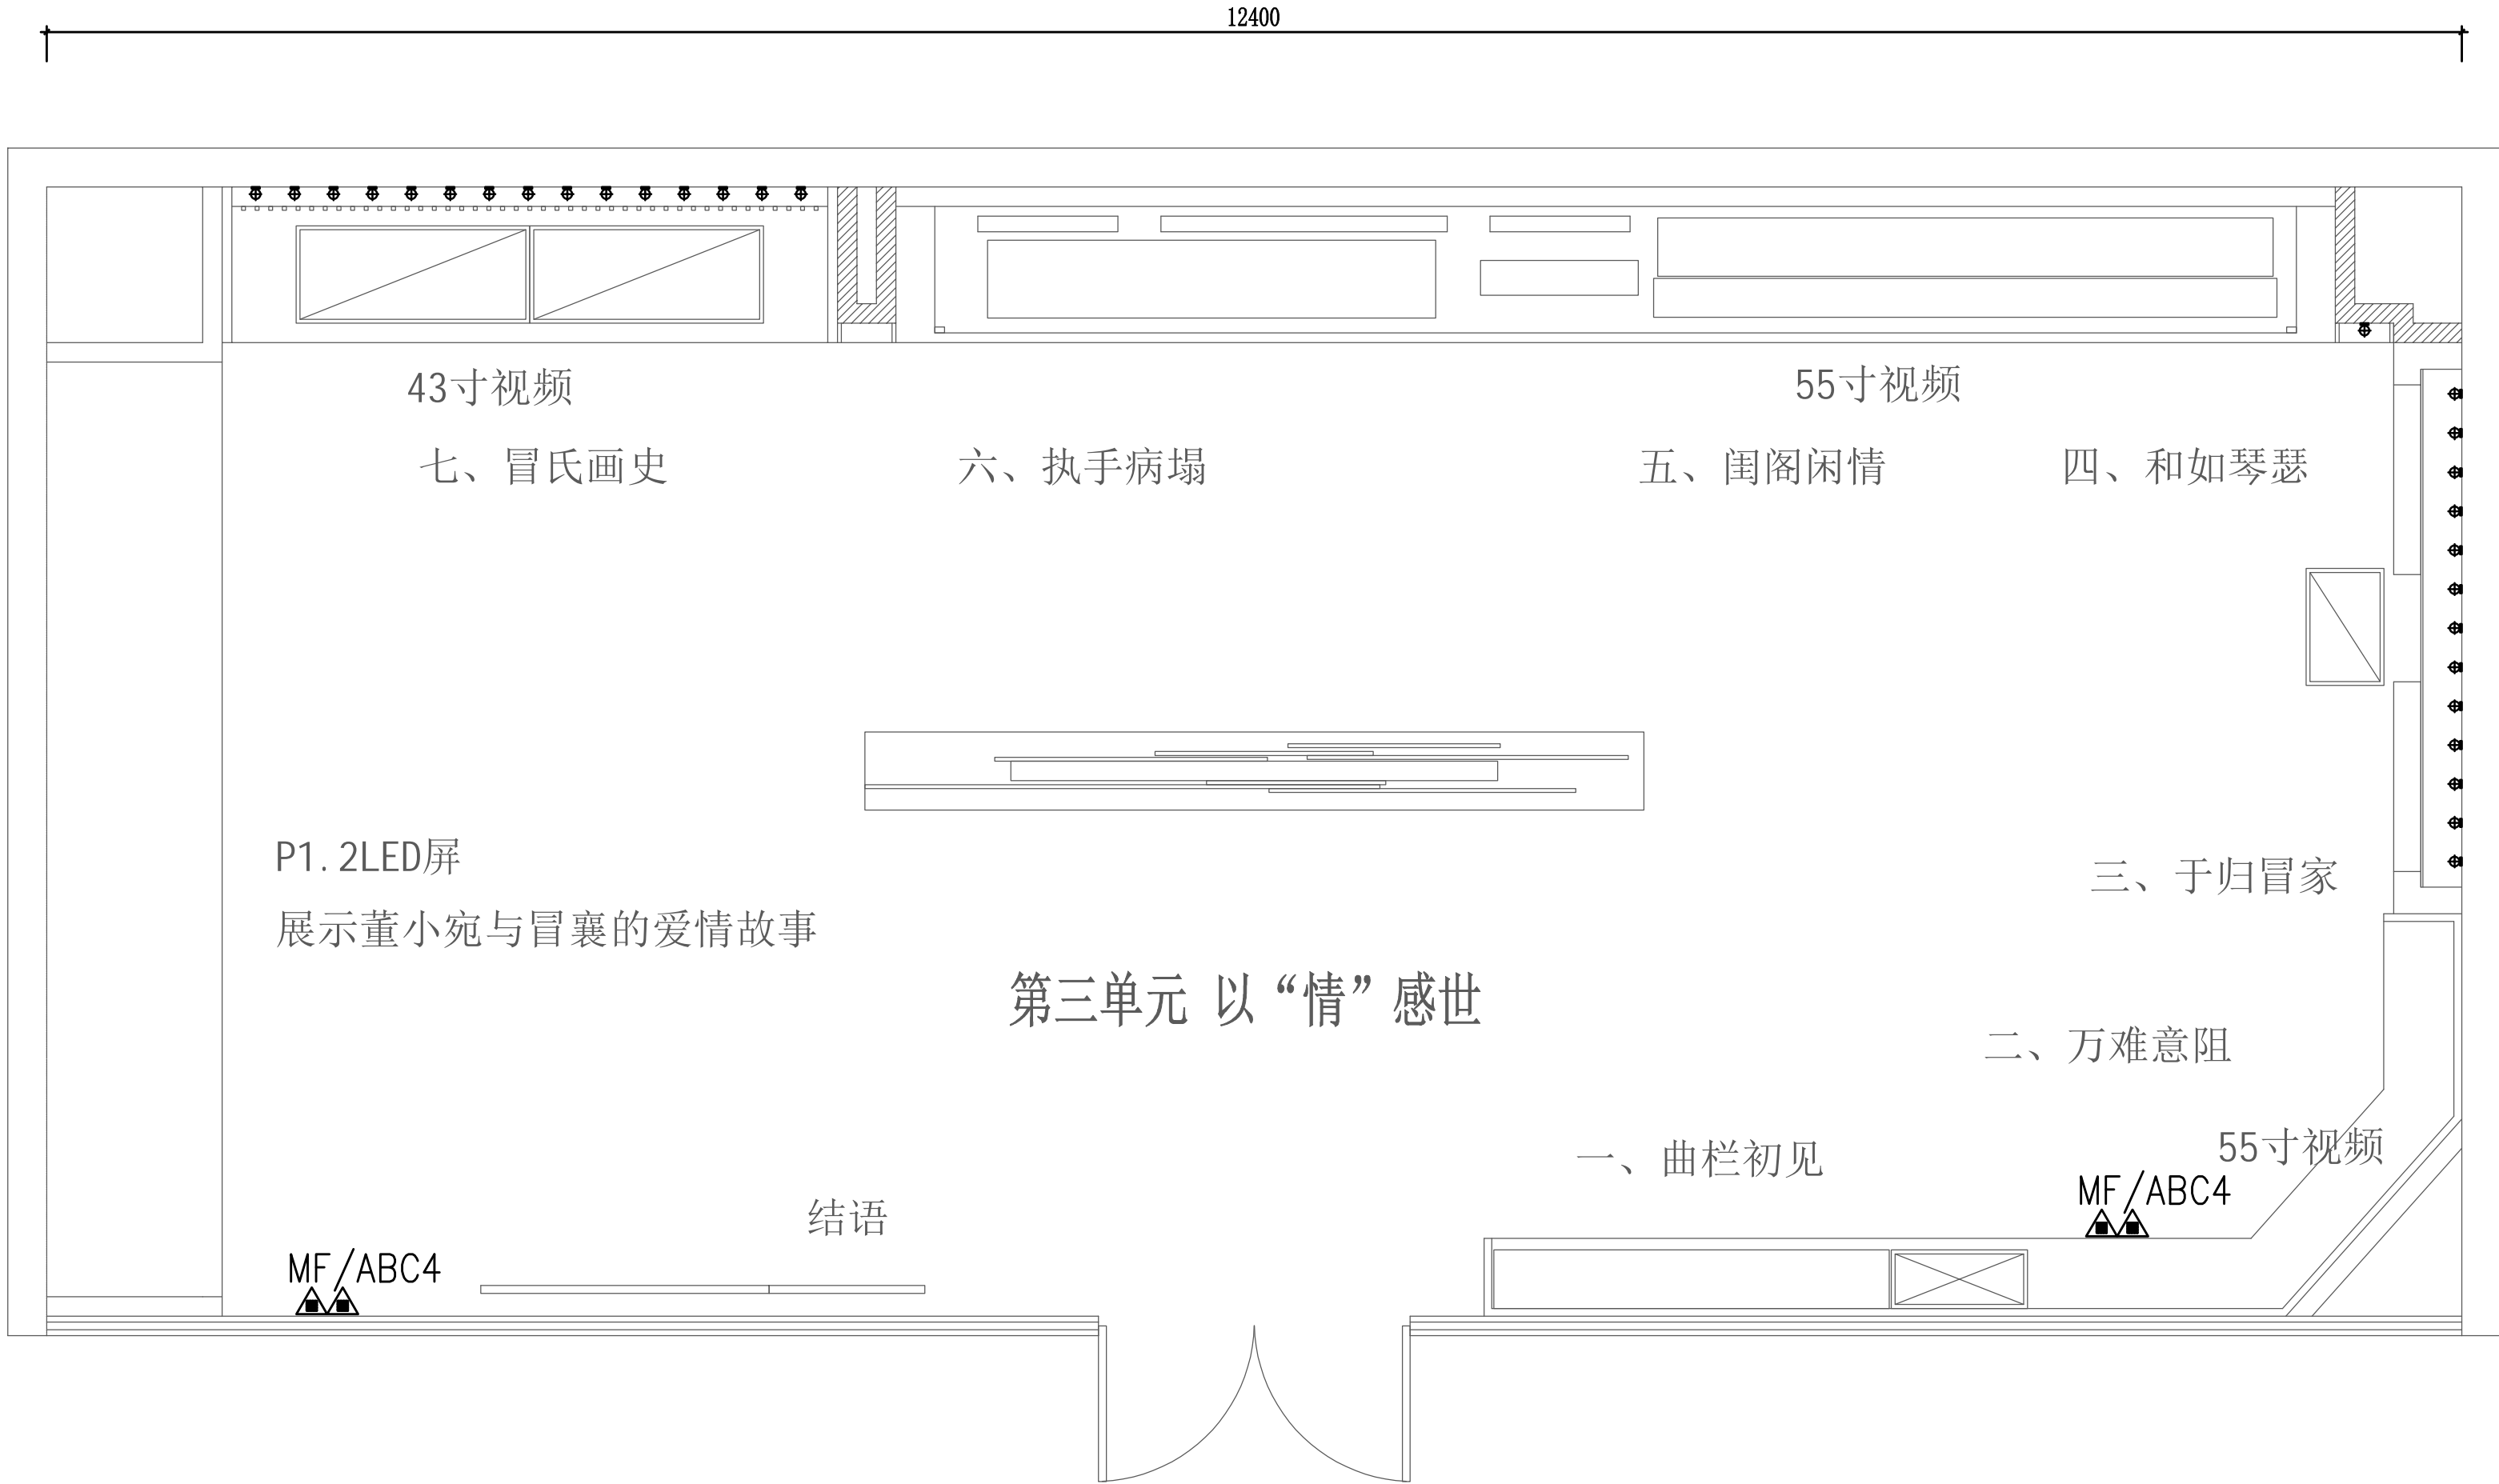 12400
43寸视频
55寸视频
七、冒氏画史
六、执手病塌
五、闺阁闲情
四、和如琴瑟
P1.2LED屏
展示董小宛与冒襄的爱情故事
三、于归冒家
第三单元 以“情”感世
二、万难意阻
一、曲栏初见
55寸视频
MF/ABC4
结语
MF/ABC4